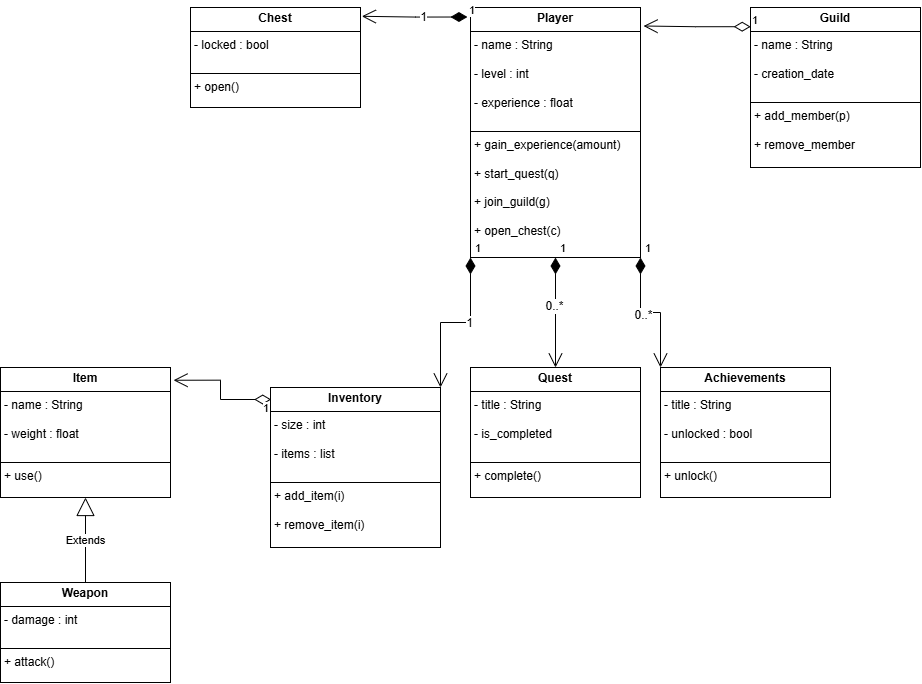 Chest
- locked : bool
+ open()
1
1
Player
- name : String
- level : int
- experience : float
+ gain_experience(amount)
+ start_quest(q)
+ join_guild(g)
+ open_chest(c)
1
Guild
- name : String
- creation_date
+ add_member(p)
+ remove_member
1
1
1
1
0..*
0..*
Item
- name : String
- weight : float
+ use()
1
Inventory
- size : int
- items : list
+ add_item(i)
+ remove_item(i)
Quest
- title : String
- is_completed
+ complete()
Achievements
- title : String
- unlocked : bool
+ unlock()
Extends
Weapon
- damage : int
+ attack()